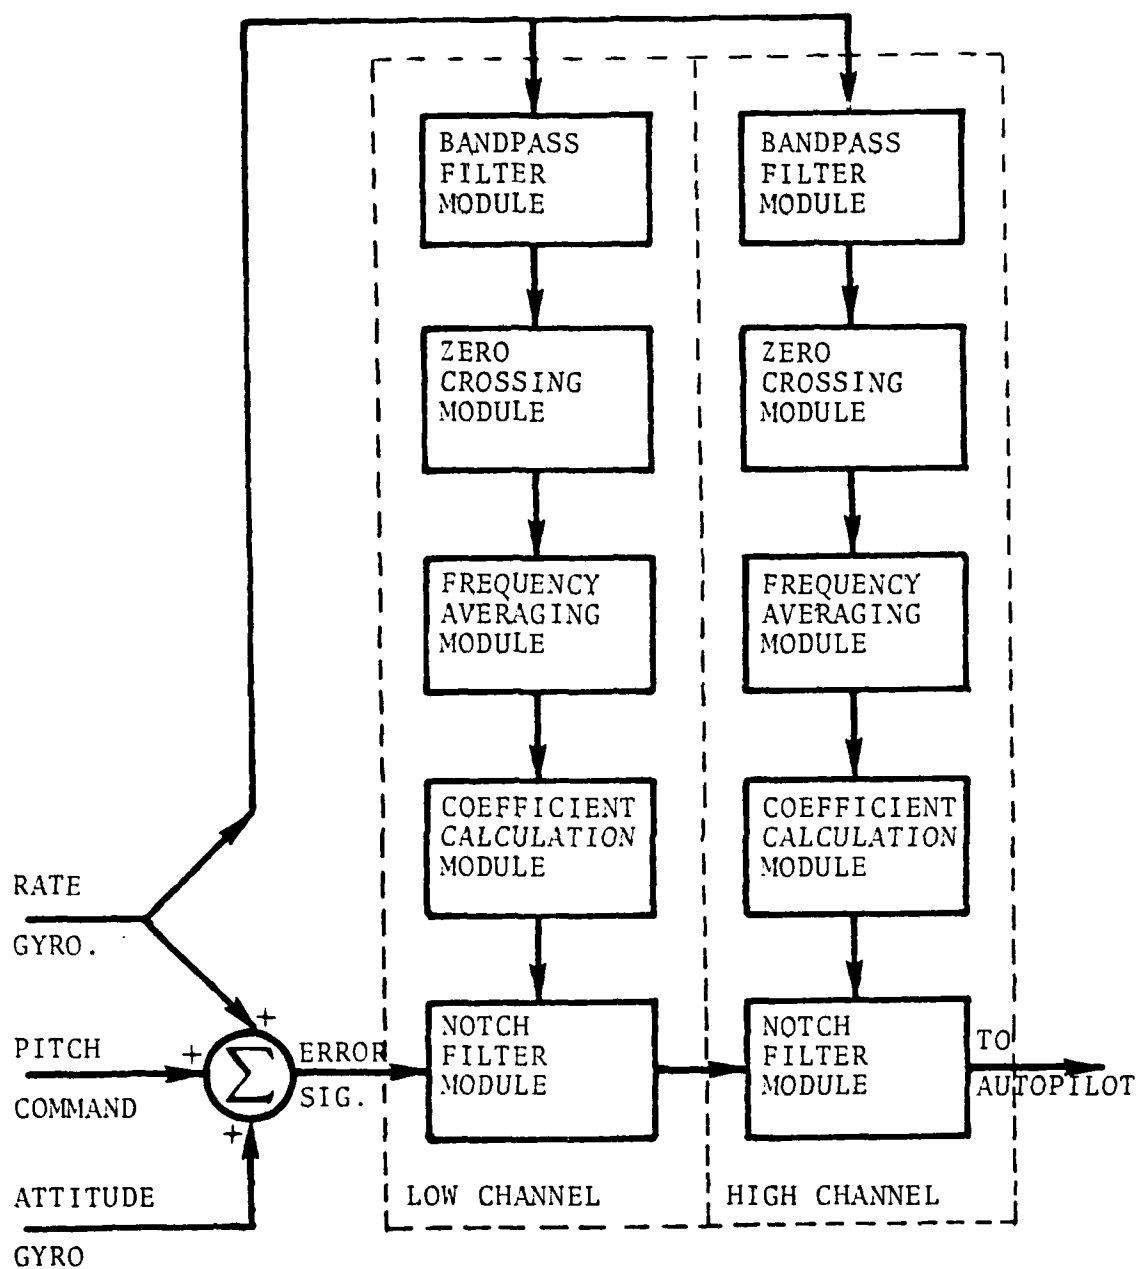 BANDPASS
FILTER
MODULE
BANDPASS
FILTER
MODULE
ZERO
CROSSING
MODULE
ZERO
CROSSING
MODULE
FREQUENCY
AVERAGING
MODULE
FREQUENCY
AVERAGING
MODULE
COEFFICIENT
CALCULATION
MODULE
COEFFICIENT
CALCULATION
MODULE
RATE
GYRO.
+
PITCH
COMMAND
+
Σ
+
ATTITUDE
GYRO
ERROR
SIG.
NOTCH
FILTER
MODULE
NOTCH
FILTER
MODULE
TO
AUTOPILOT
LOW CHANNEL
HIGH CHANNEL